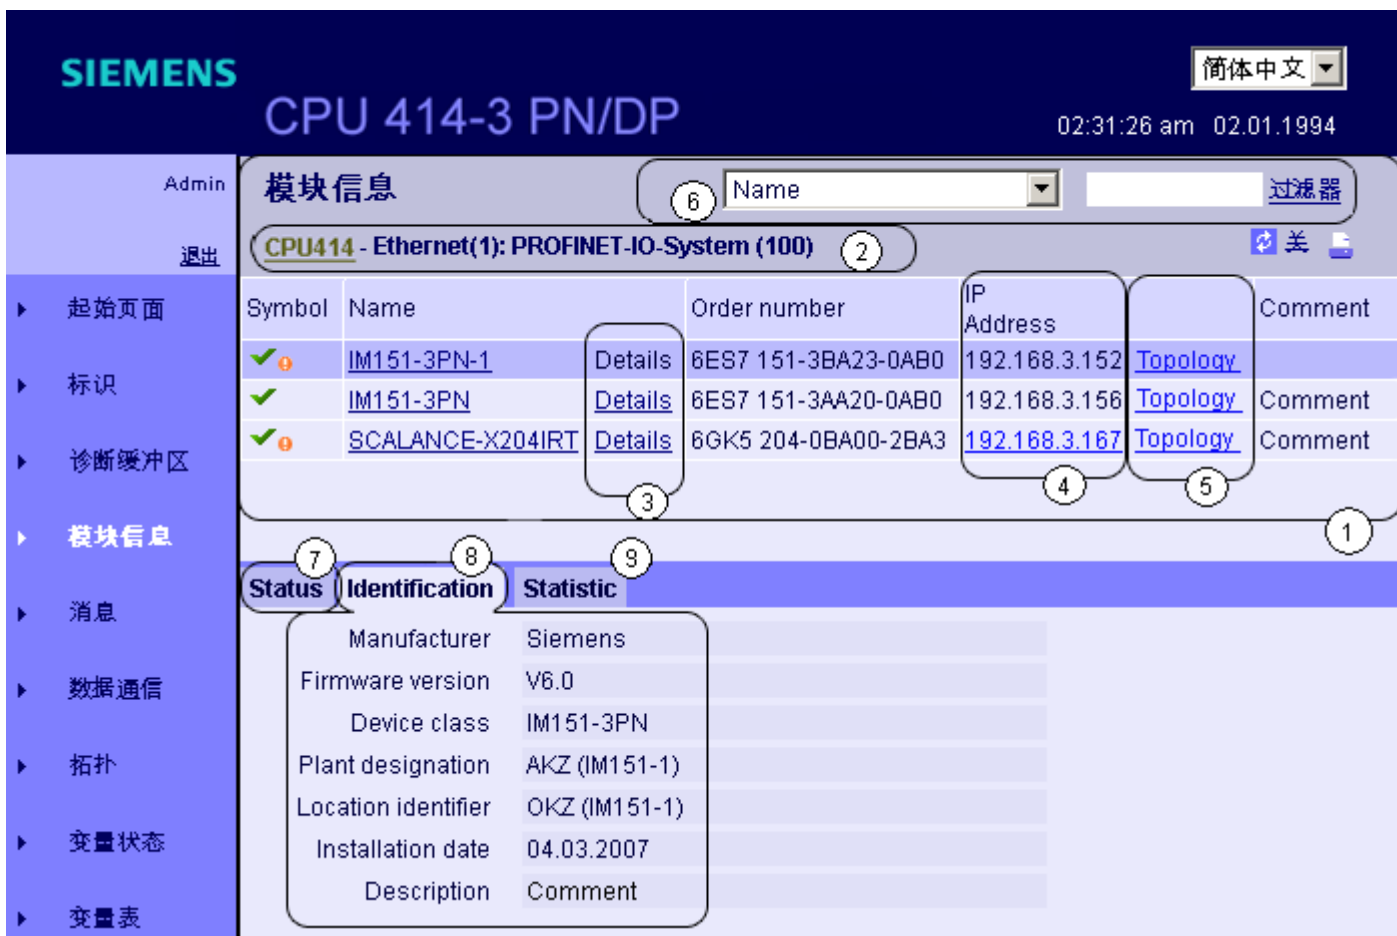 SIEMENS
简体中文
CPU 414-3 PN/DP
02:31:26 am 02.01.1994
Admin
退出
起始页面
标识
诊断缓冲区
模块信息
消息
数据通信
拓扑
变量状态
变量表
模块信息
6 Name 过滤器
CPU414 - Ethernet(1): PROFINET-IO-System (100) 2
关
Symbol Name Order number IP Address Comment
IM151-3PN-1 Details 6ES7 151-3BA23-0AB0 192.168.3.152 Topology
IM151-3PN Details 6ES7 151-3AA20-0AB0 192.168.3.156 Topology Comment
SCALANCE-X204IRT Details 6GK5 204-0BA00-2BA3 192.168.3.167 Topology Comment
3 4 5
1
7 8 9
Status Identification Statistic
Manufacturer Siemens
Firmware version V6.0
Device class IM151-3PN
Plant designation AKZ (IM151-1)
Location identifier OKZ (IM151-1)
Installation date 04.03.2007
Description Comment